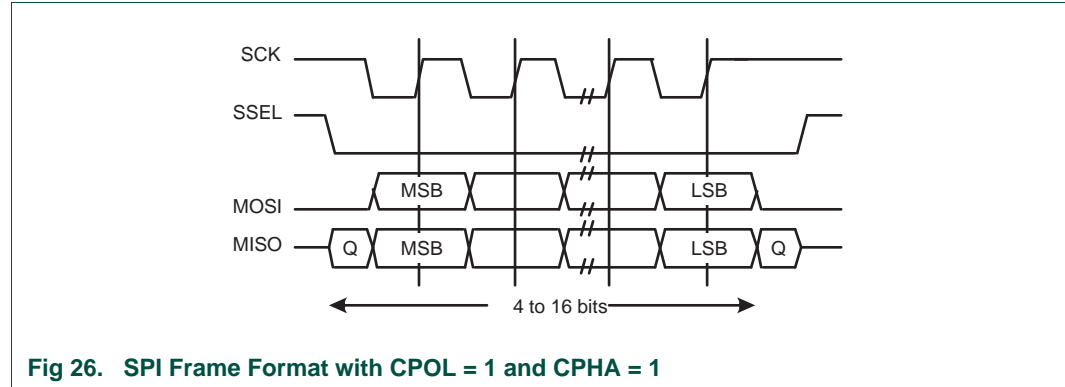 SCK
SSEL
MOSI
MSB
LSB
MISO
Q
MSB
LSB
Q
4 to 16 bits
Fig 26. SPI Frame Format with CPOL = 1 and CPHA = 1